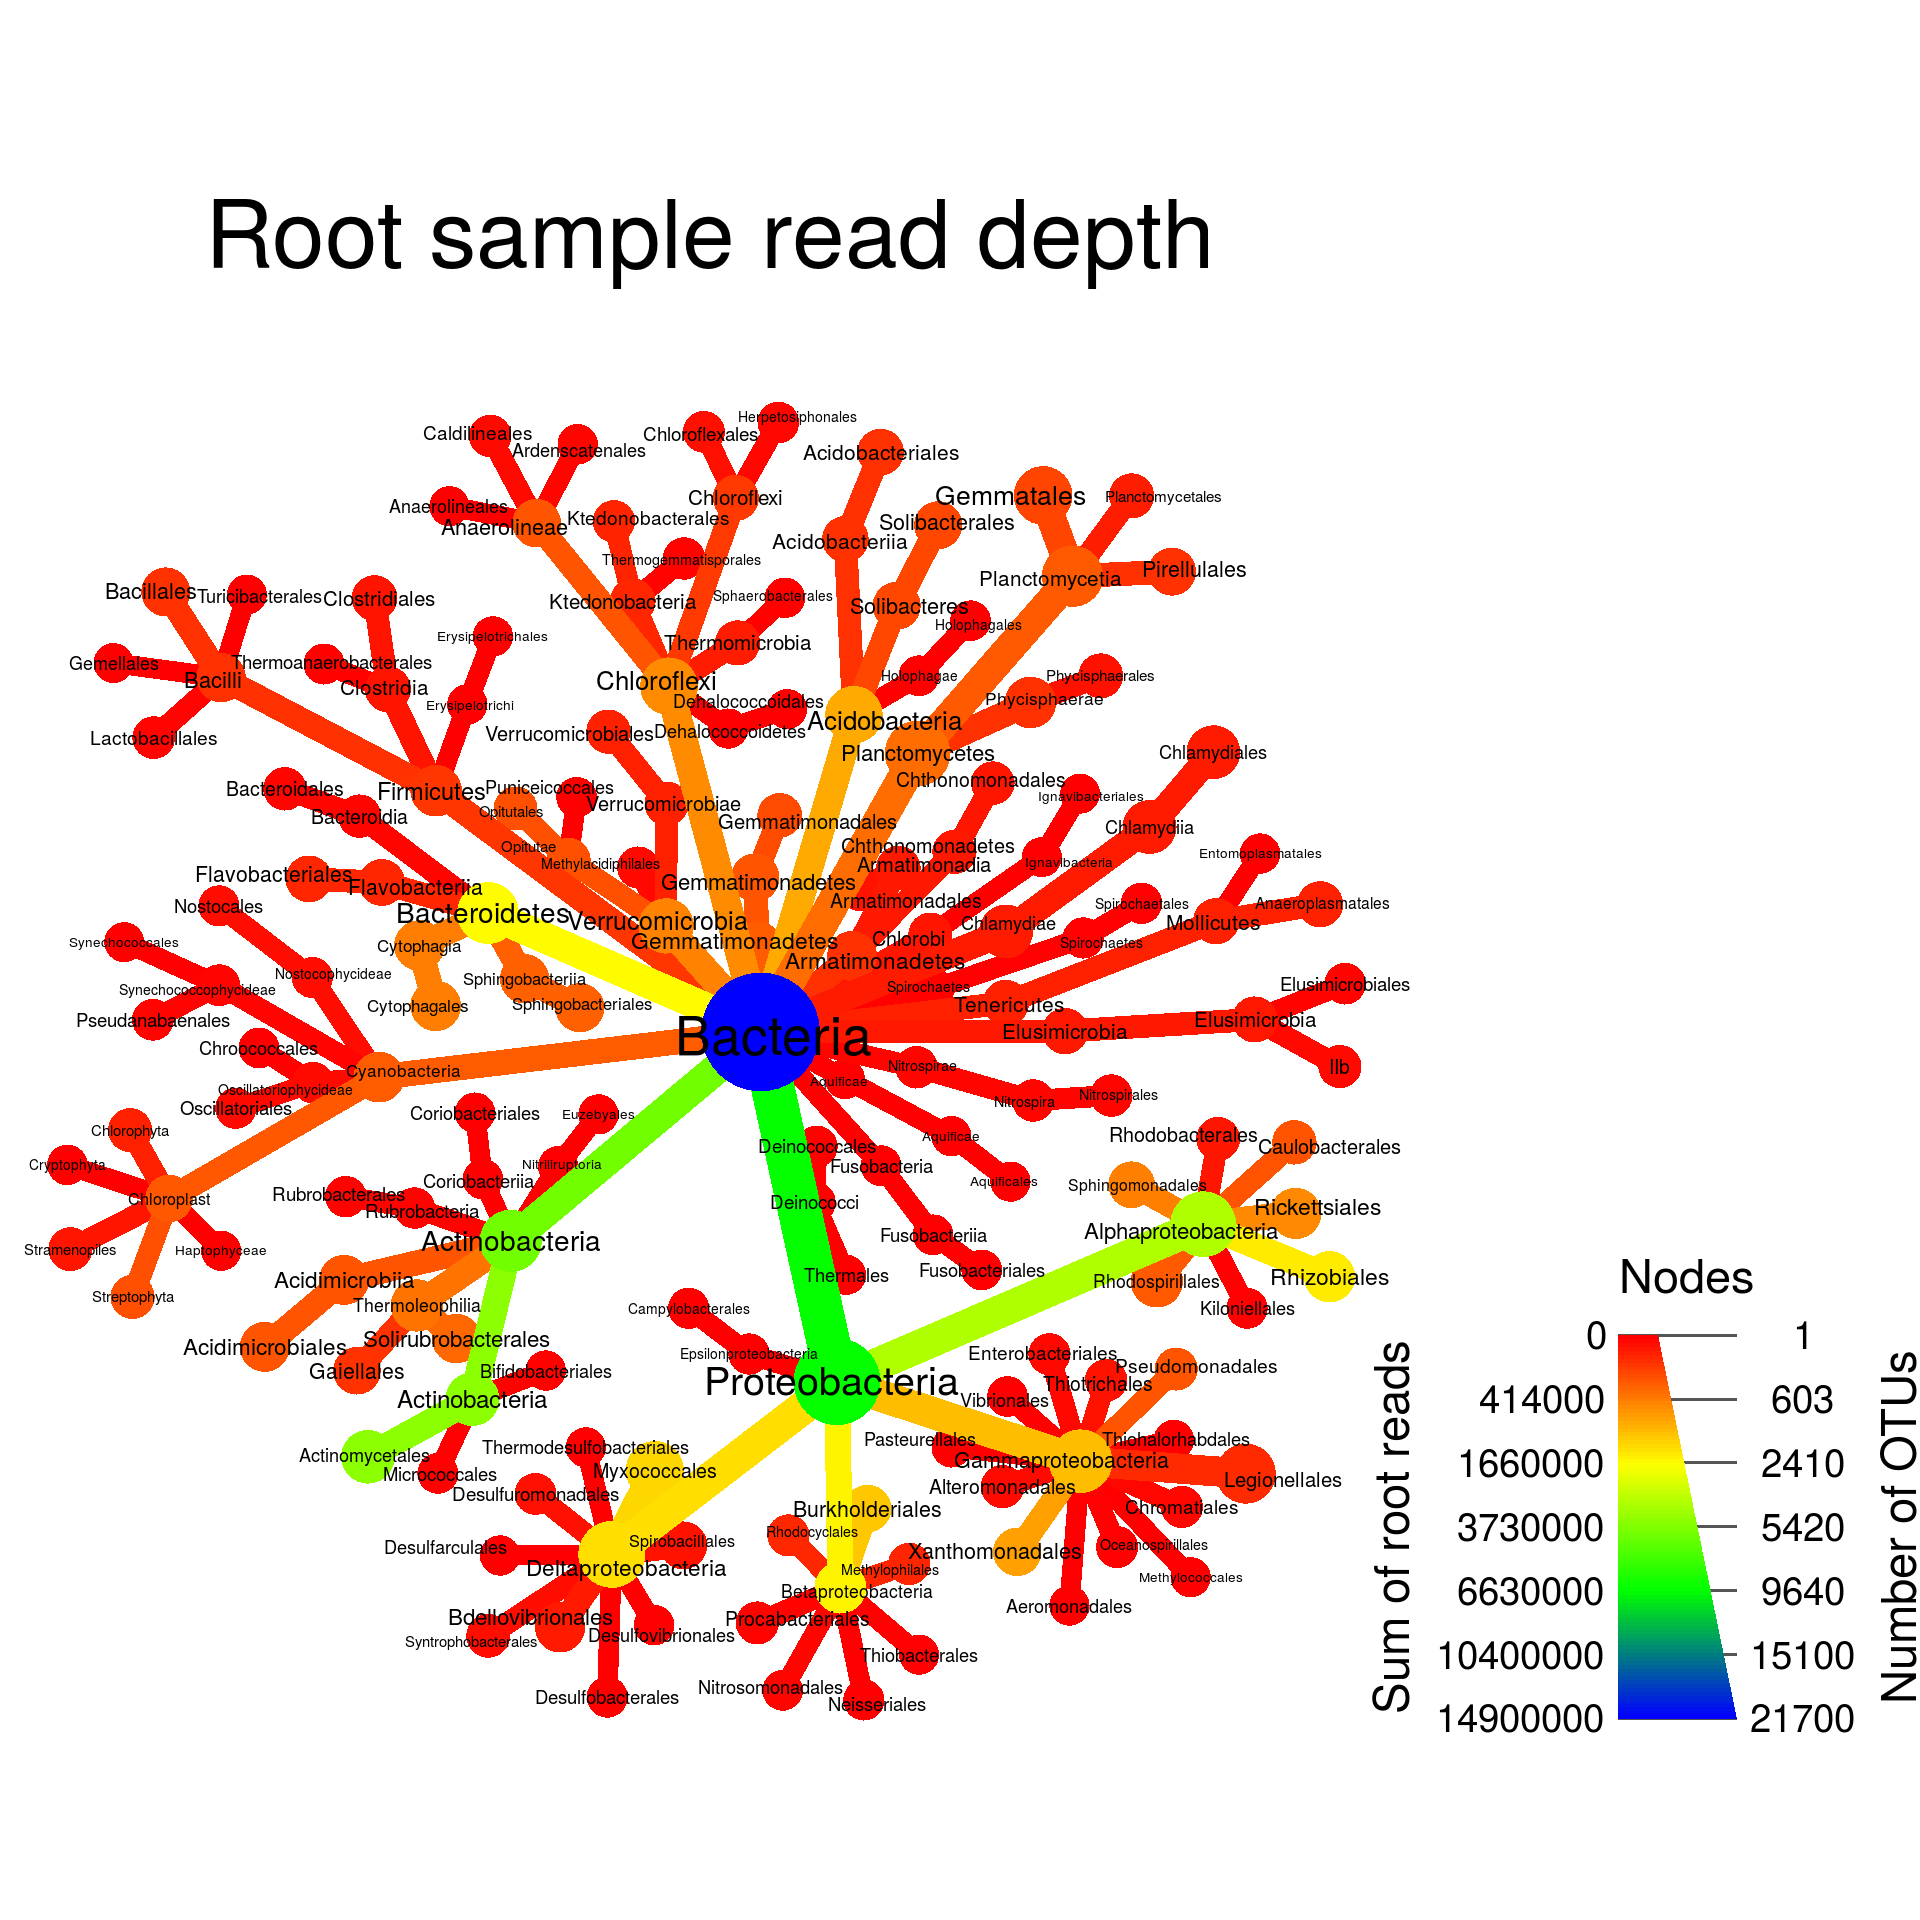 Root sample read depth
Herpetosiphonales
Caldilineales
Chloroflexales
Ardenscatenales
Acidobacteriales
Gemmatales
Planctomycetales
Chloroflexi
Anaerolineales
Ktedonobacterales
Solibacterales
Anaerolineae
Acidobacteriia
Thermogemmatisporales
Pirellulales
Planctomycetia
Bacillales
Turicibacterales
Clostridiales
Sphaerobacterales
Ktedonobacteria
Solibacteres
Holophagales
Erysipelotrichales
Thermomicrobia
Gemellales
Thermoanaerobacterales
Holophagae
Phycisphaerales
Bacilli
Chloroflexi
Clostridia
Dehalococcoidales
Phycisphaerae
Erysipelotrichi
Acidobacteria
Lactobacillales
Verrucomicrobiales
Dehalococcoidetes
Planctomycetes
Chlamydiales
Bacteroidales
Firmicutes
Puniceicoccales
Chthonomonadales
Ignavibacteriales
Verrucomicrobiae
Opitutales
Bacteroidia
Gemmatimonadales
Chlamydiia
Opitutae
Chthonomonadetes
Entomoplasmatales
Methylacidiphilales
Armatimonadia
Ignavibacteria
Flavobacteriales
Flavobacteriia
Gemmatimonadetes
Nostocales
Armatimonadales
Spirochaetales
Anaeroplasmatales
Bacteroidetes
Verrucomicrobia
Chlamydiae
Mollicutes
Synechococcales
Cytophagia
Gemmatimonadetes
Chlorobi
Spirochaetes
Armatimonadetes
Nostocophycideae
Sphingobacteriia
Synechococcophycideae
Spirochaetes
Elusimicrobiales
Cytophagales
Sphingobacteriales
Tenericutes
Pseudanabaenales
Elusimicrobia
Elusimicrobia
Bacteria
Chroococcales
Cyanobacteria
Nitrospirae
IIb
Oscillatoriophycideae
Aquificae
Nitrospirales
Oscillatoriales
Coriobacteriales
Euzebyales
Nitrospira
Chlorophyta
Aquificae
Rhodobacterales
Deinococcales
Caulobacterales
Cryptophyta
Nitriliruptoria
Fusobacteria
Coriobacteriia
Aquificales
Sphingomonadales
Rubrobacterales
Chloroplast
Rubrobacteria
Deinococci
Rickettsiales
Stramenopiles
Haptophyceae
Actinobacteria
Fusobacteriia
Alphaproteobacteria
Acidimicrobiia
Thermales
Fusobacteriales
Rhodospirillales
Rhizobiales
Streptophyta
Thermoleophilia
Campylobacterales
Kiloniellales
Acidimicrobiales
Solirubrobacterales
Epsilonproteobacteria
Enterobacteriales
Gaiellales
Bifidobacteriales
Proteobacteria
Thiotrichales
Pseudomonadales
Actinobacteria
Vibrionales
Actinomycetales
Thermodesulfobacteriales
Pasteurellales
Thiohalorhabdales
Micrococcales
Myxococcales
Gammaproteobacteria
Legionellales
Desulfuromonadales
Alteromonadales
Burkholderiales
Chromatiales
Desulfarculales
Spirobacillales
Rhodocyclales
Xanthomonadales
Oceanospirillales
Deltaproteobacteria
Methylophilales
Methylococcales
Betaproteobacteria
Aeromonadales
Bdellovibrionales
Procabacteriales
Syntrophobacterales
Desulfovibrionales
Thiobacterales
Desulfobacterales
Nitrosomonadales
Neisseriales
Nodes
Sum of root reads
Number of OTUs
0 1
414000 603
1660000 2410
3730000 5420
6630000 9640
10400000 15100
14900000 21700